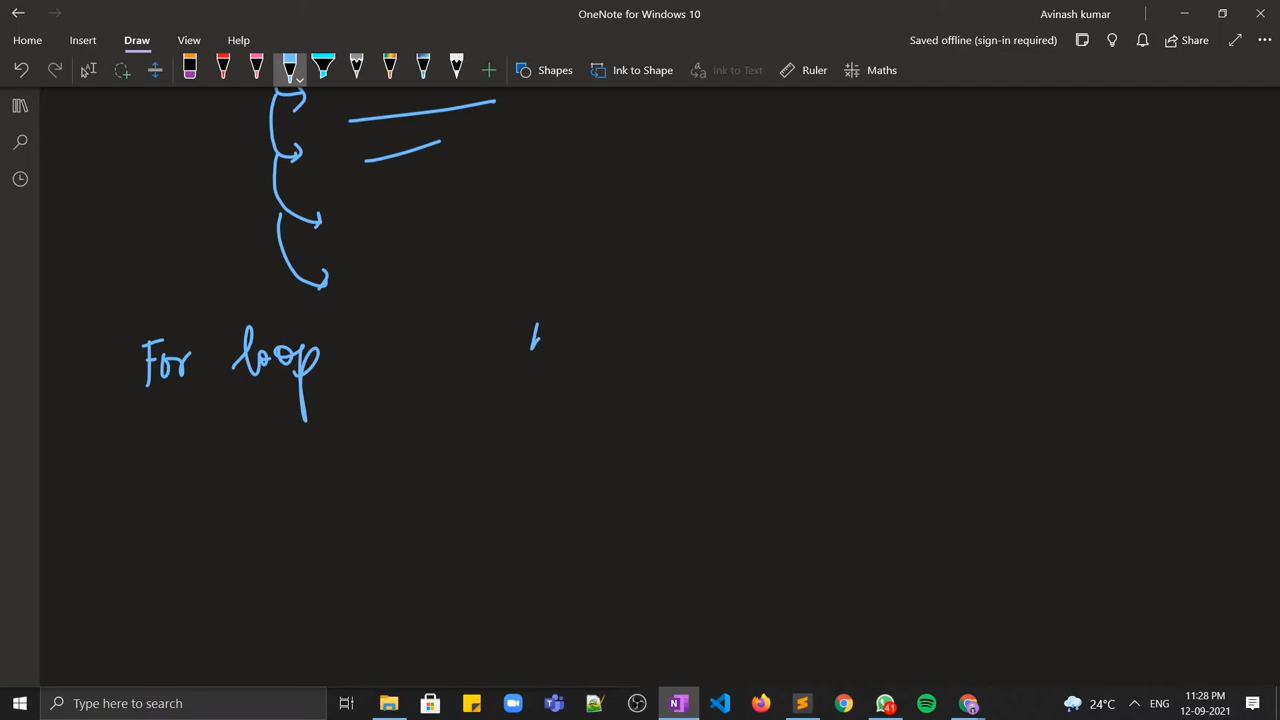 OneNote for Windows 10
Avinash kumar
Home Insert Draw View Help
Saved offline (sign-in required)
Share
Shapes
Ink to Shape
Ink to Text
Ruler
Maths
For loop
Type here to search
41
24°C
ENG
11:28 PM
12-09-2021